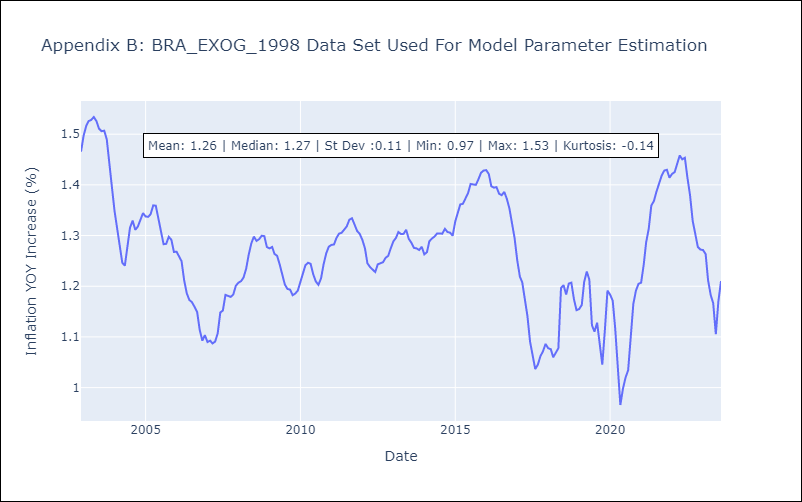 Appendix B: BRA_EXOG_1998 Data Set Used For Model Parameter Estimation
Mean: 1.26 | Median: 1.27 | St Dev :0.11 | Min: 0.97 | Max: 1.53 | Kurtosis: -0.14
Inflation YOY Increase (%)
1.5
1.4
1.3
1.2
1.1
1
2005
2010
2015
2020
Date